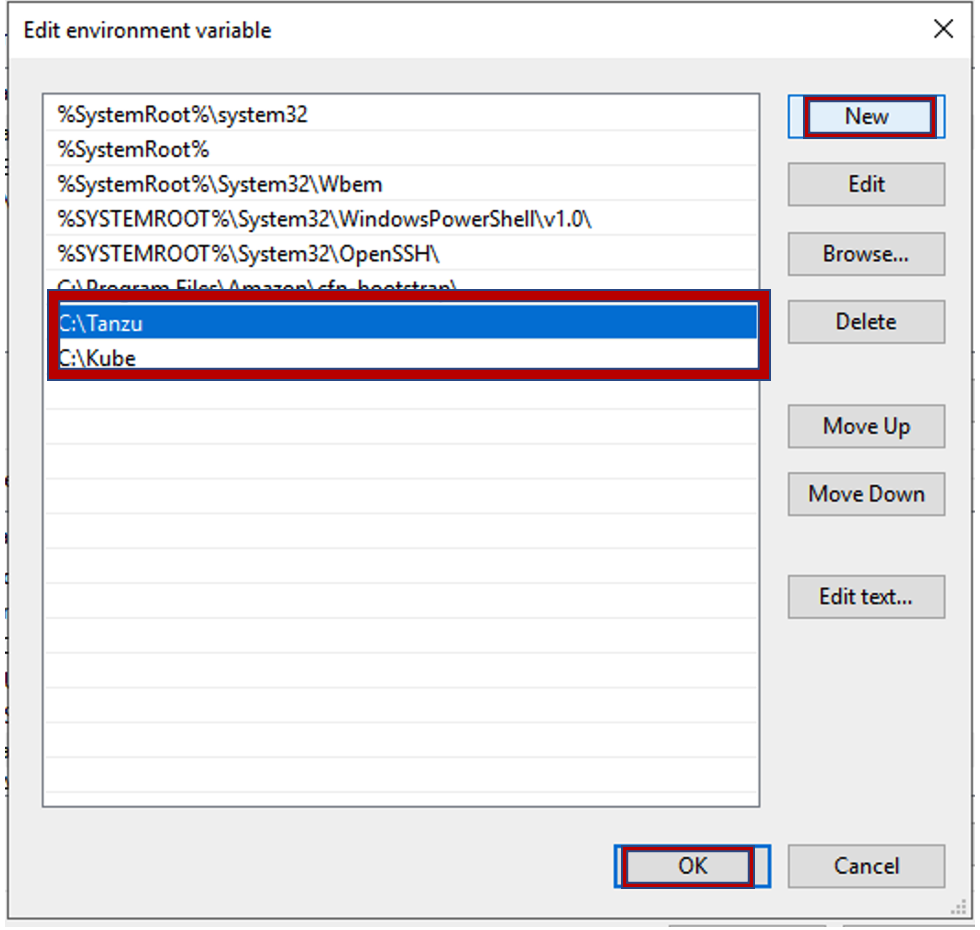 Edit environment variable
%SystemRoot%\system32
%SystemRoot%
%SystemRoot%\System32\Wbem
%SYSTEMROOT%\System32\WindowsPowerShell\v1.0\
%SYSTEMROOT%\System32\OpenSSH\
C:\Program Files\Amazon\cfn-bootstrap\
C:\Tanzu
C:\Kube
New
Edit
Browse...
Delete
Move Up
Move Down
Edit text...
OK
Cancel